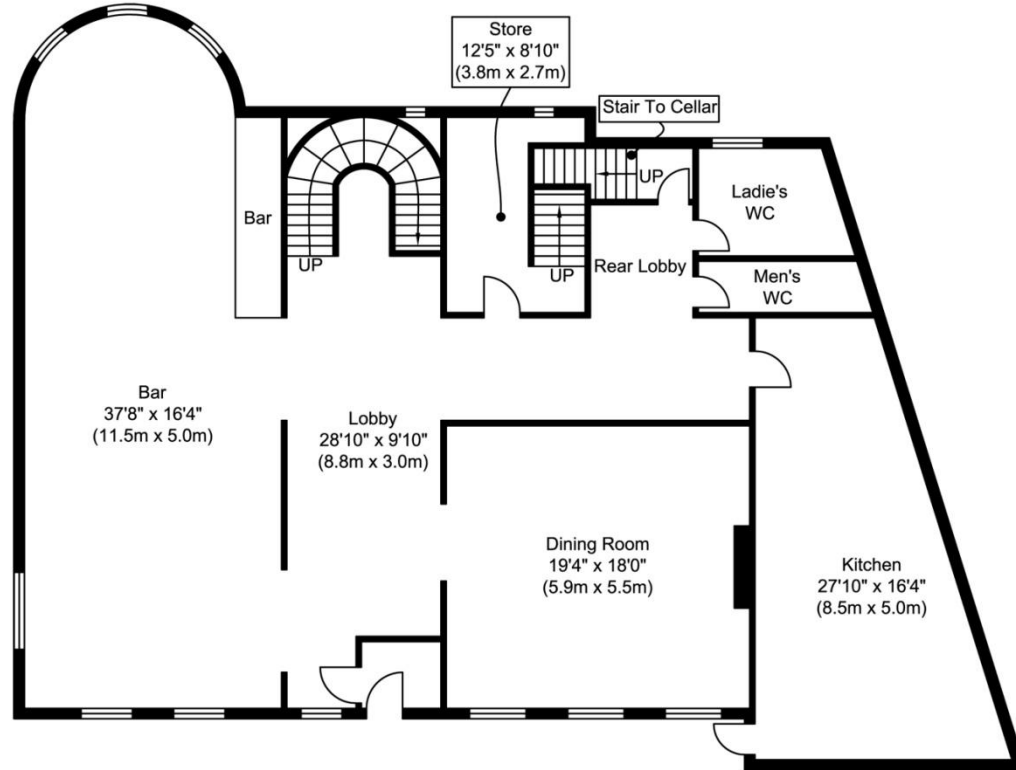 Store
12'5" x 8'10"
(3.8m x 2.7m)
Stair To Cellar
UP
Ladie's
WC
Bar
UP
UP
Rear Lobby
Men's
WC
Bar
37'8" x 16'4"
(11.5m x 5.0m)
Lobby
28'10" x 9'10"
(8.8m x 3.0m)
Dining Room
19'4" x 18'0"
(5.9m x 5.5m)
Kitchen
27'10" x 16'4"
(8.5m x 5.0m)